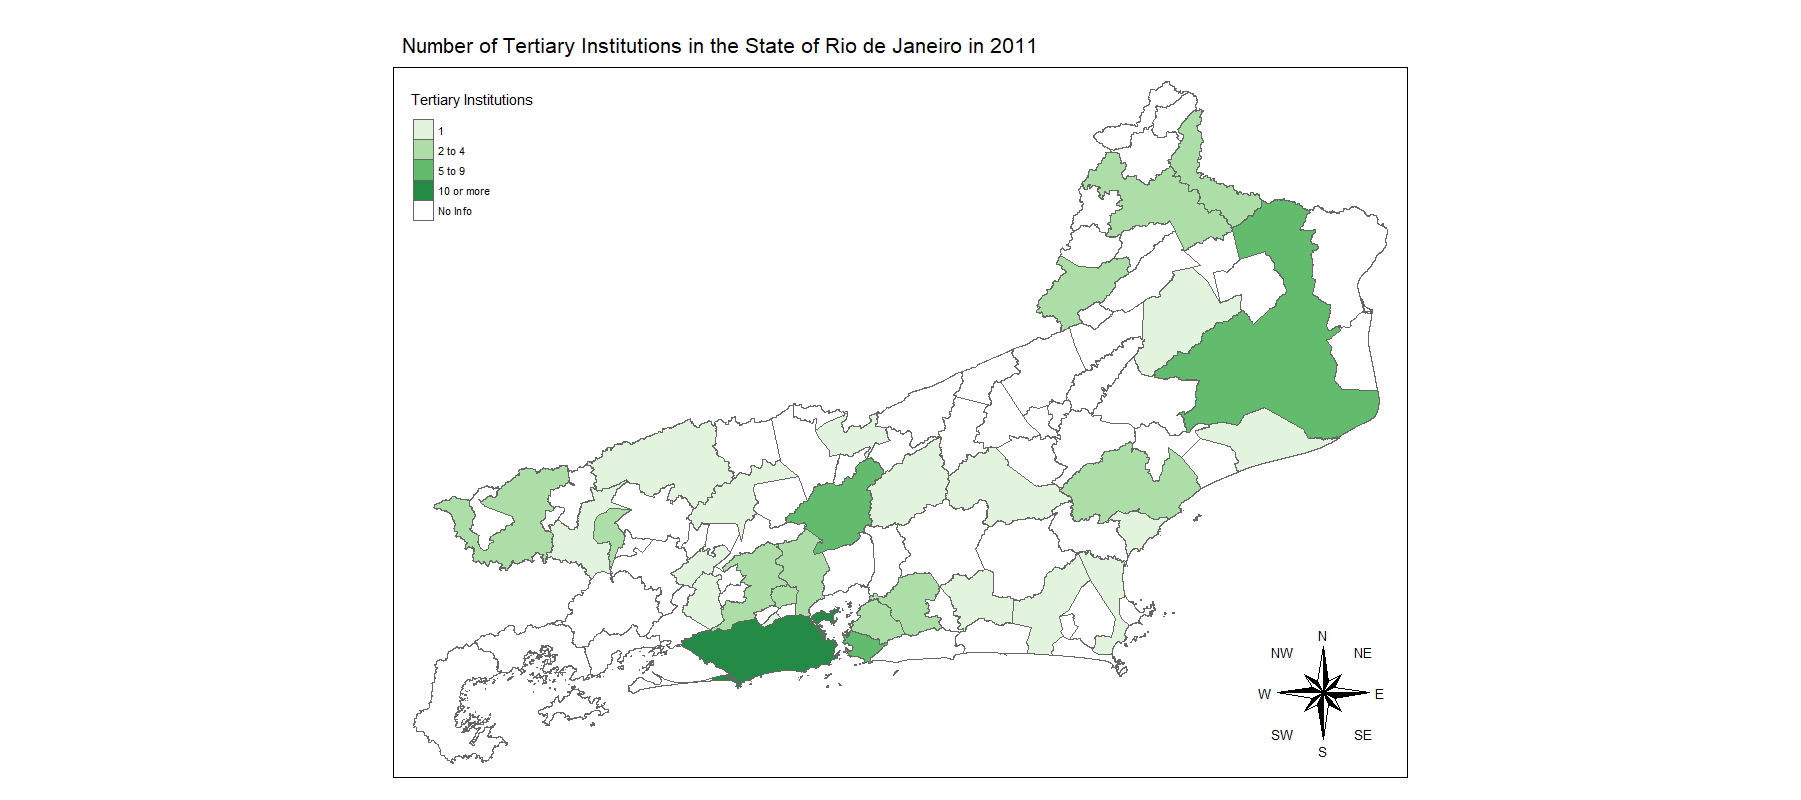 Number of Tertiary Institutions in the State of Rio de Janeiro in 2011
Tertiary Institutions
1
2 to 4
5 to 9
10 or more
No Info
N
NW NE
W E
SW SE
S